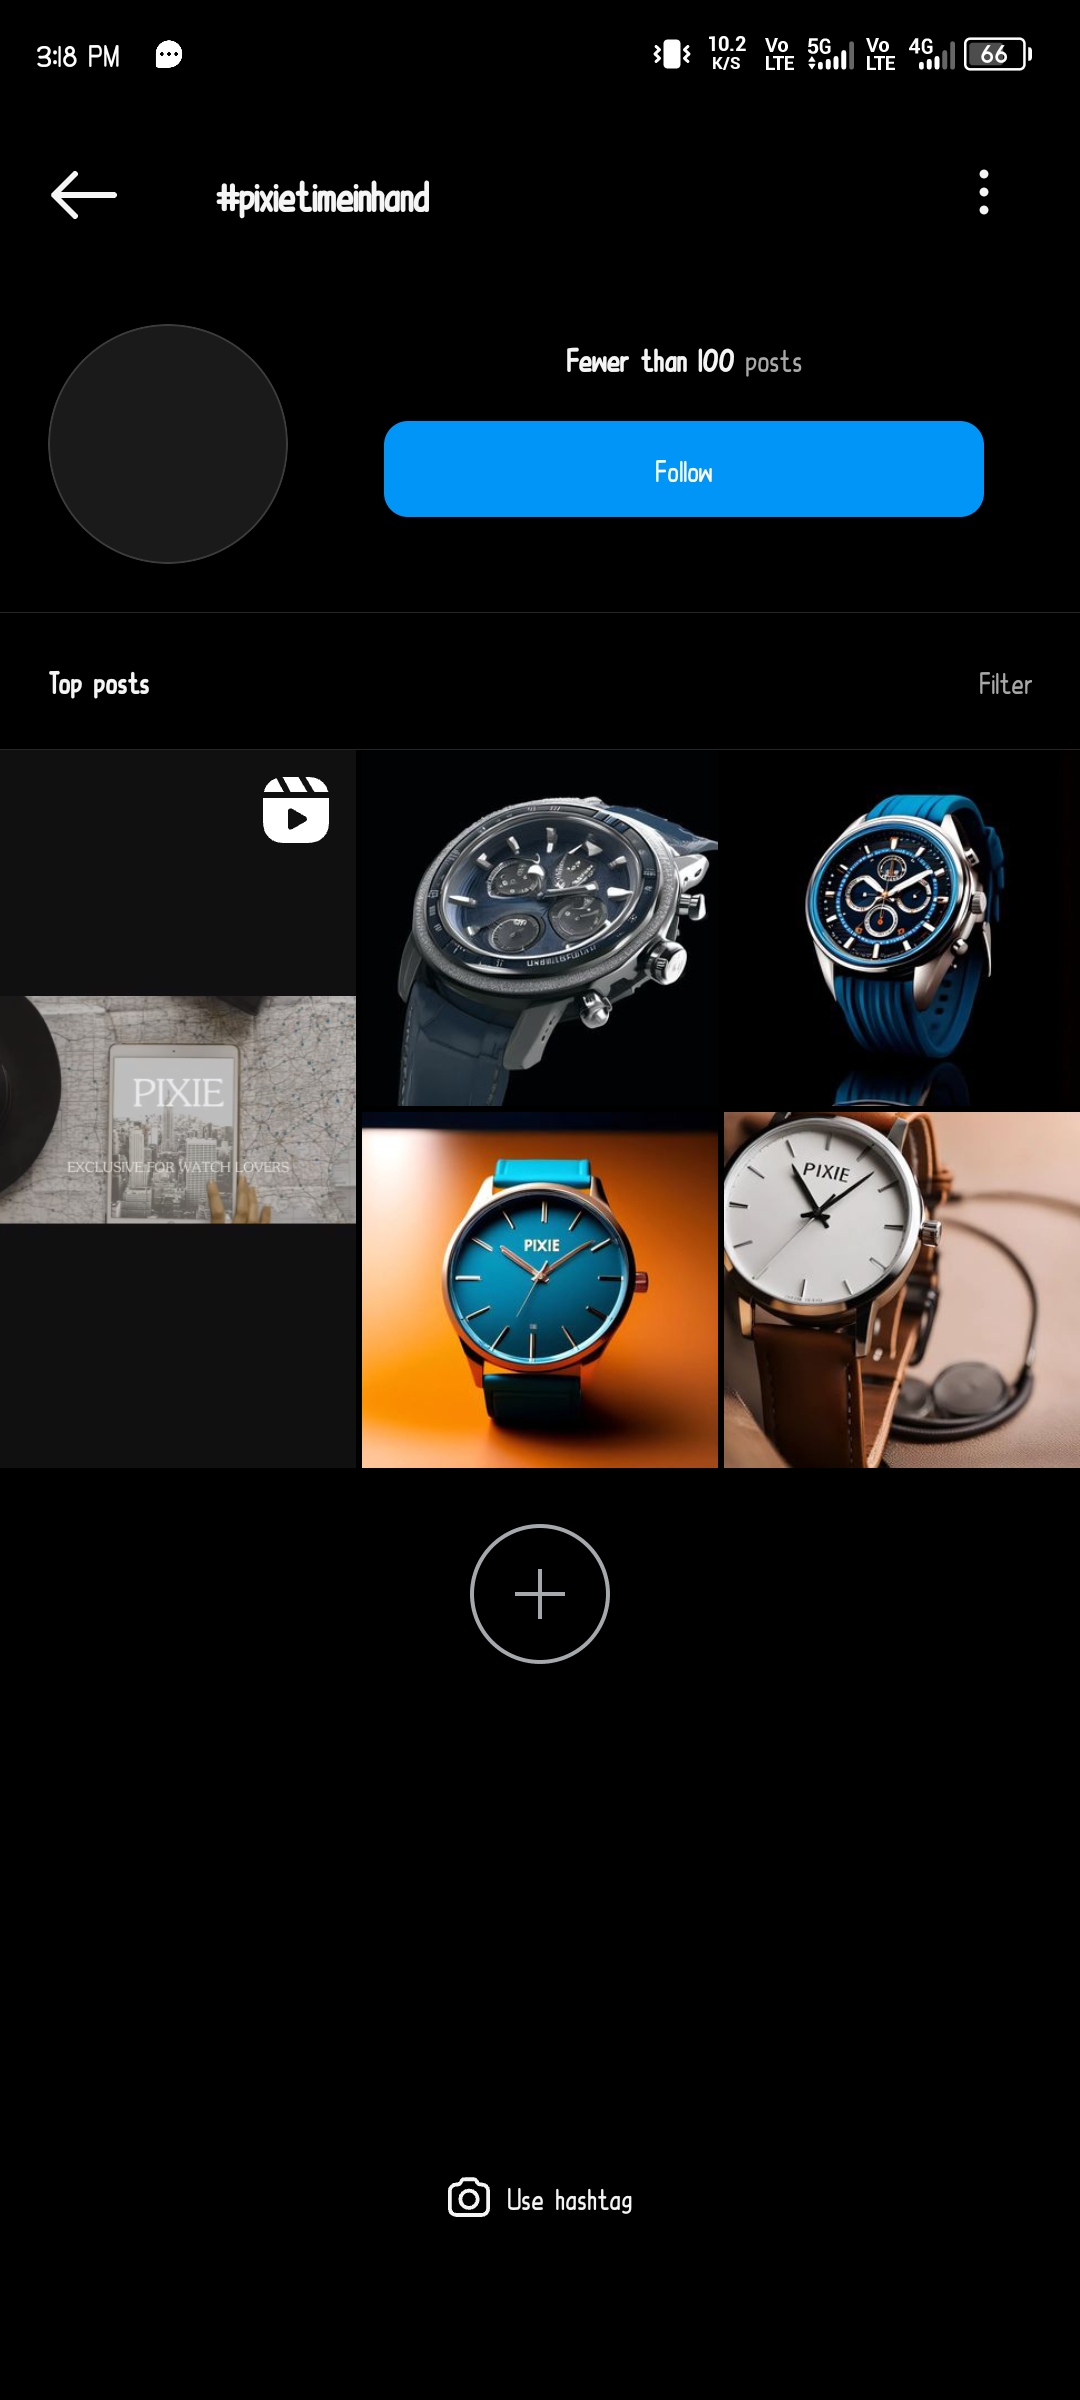 3:18 PM
10.2 K/S
Vo LTE
5G
Vo LTE
4G
66
#pixietimeinhand
Fewer than 100 posts
Follow
Top posts
Filter
PIXIE
EXCLUSIVE FOR WATCH LOVERS
PIXIE
PIXIE
Use hashtag